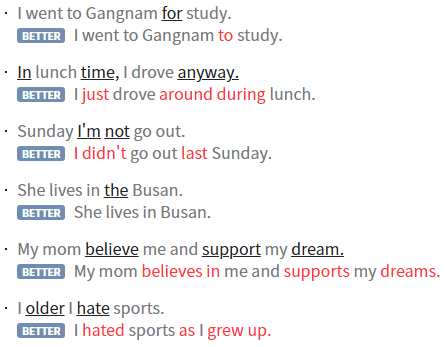 · I went to Gangnam for study.
BETTER I went to Gangnam to study.
· In lunch time, I drove anyway.
BETTER I just drove around during lunch.
· Sunday I'm not go out.
BETTER I didn't go out last Sunday.
· She lives in the Busan.
BETTER She lives in Busan.
· My mom believe me and support my dream.
BETTER My mom believes in me and supports my dreams.
· I older I hate sports.
BETTER I hated sports as I grew up.